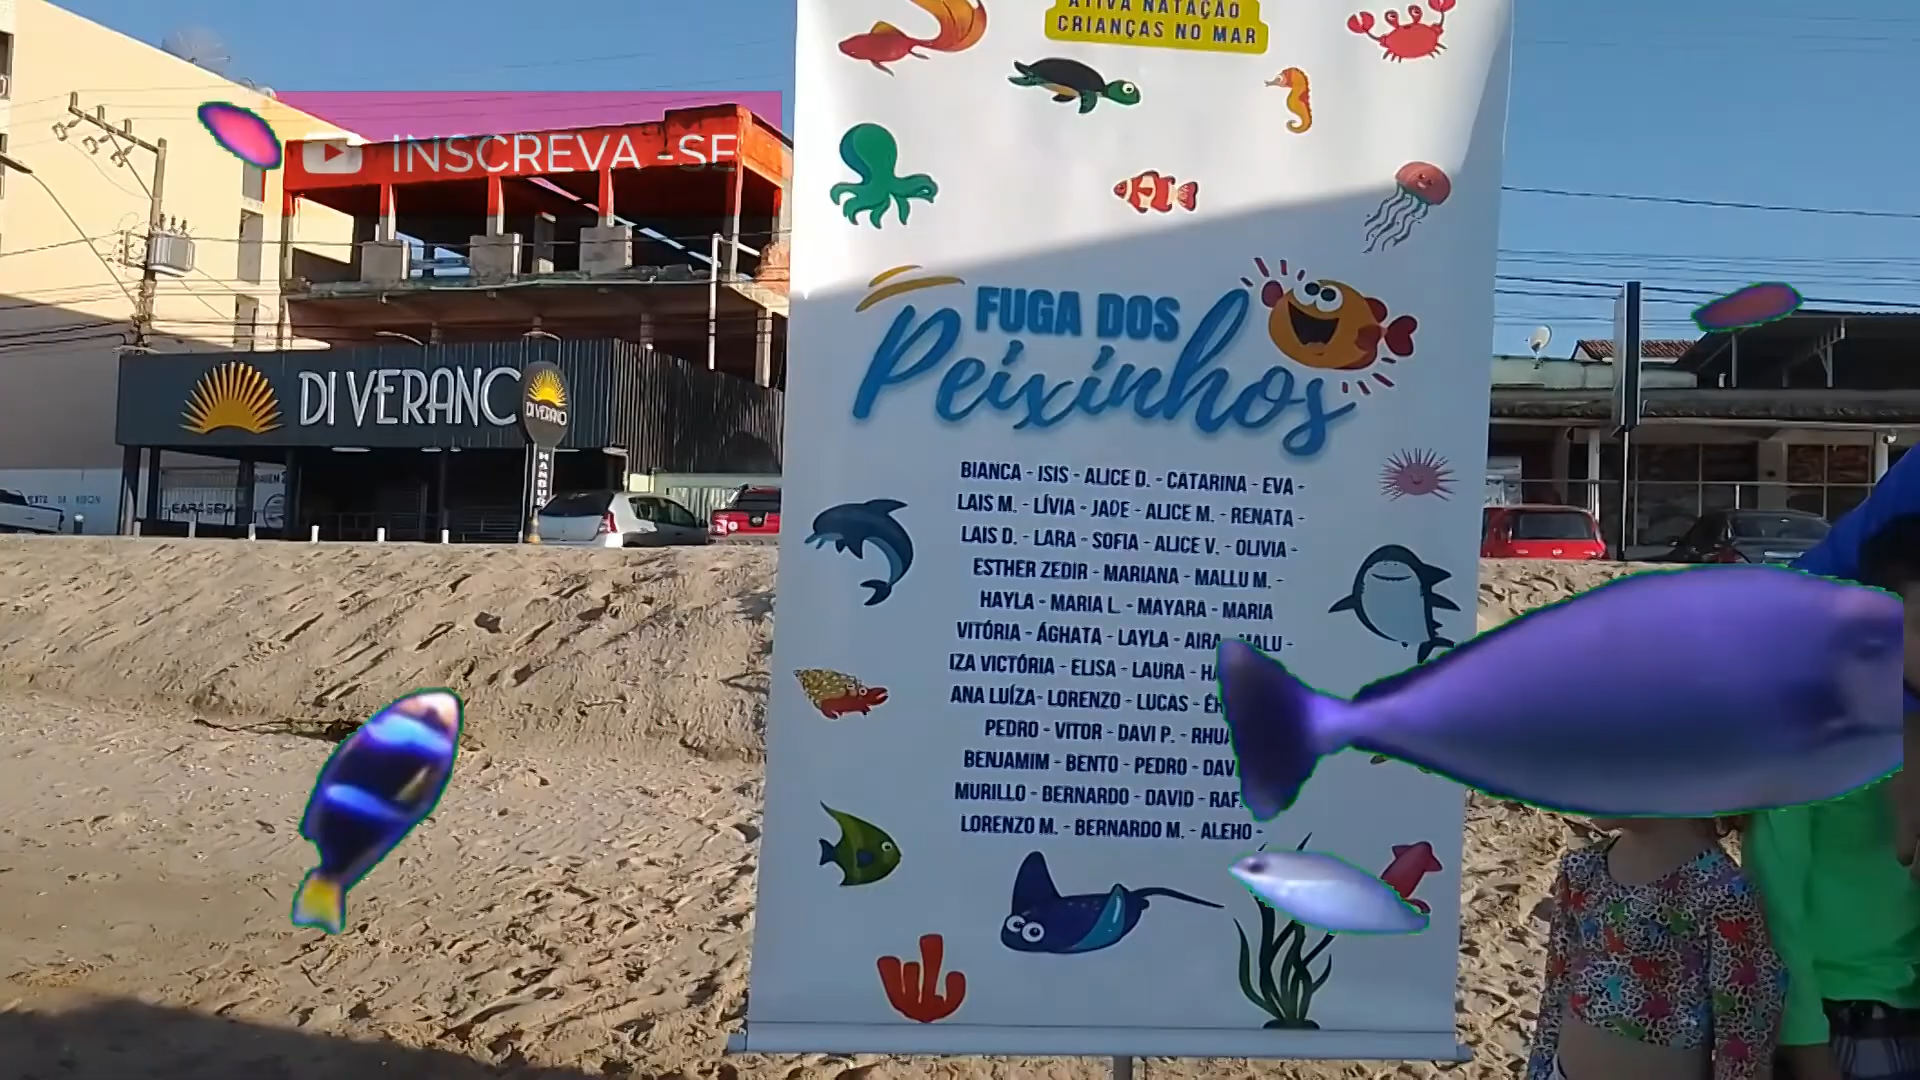 ATIVA NATAÇÃO
CRIANÇAS NO MAR
INSCREVA -SE
FUGA DOS
Peixinhos
DI VERANO
DI VERANO
HAMBUR
GARAGEM
BIANCA - ISIS - ALICE D. - CATARINA - EVA -
LAIS M. - LÍVIA - JADE - ALICE M. - RENATA -
LAIS D. - LARA - SOFIA - ALICE V. - OLIVIA -
ESTHER ZEDIR - MARIANA - MALLU M. -
HAYLA - MARIA L. - MAYARA - MARIA
VITÓRIA - ÁGHATA - LAYLA - AIRA - MALU -
IZA VICTÓRIA - ELISA - LAURA -
ANA LUÍZA- LORENZO - LUCAS -
PEDRO - VITOR - DAVI P. -
BENJAMIM - BENTO - PEDRO -
MURILLO - BERNARDO - DAVID -
LORENZO M. - BERNARDO M. - ALEHO -